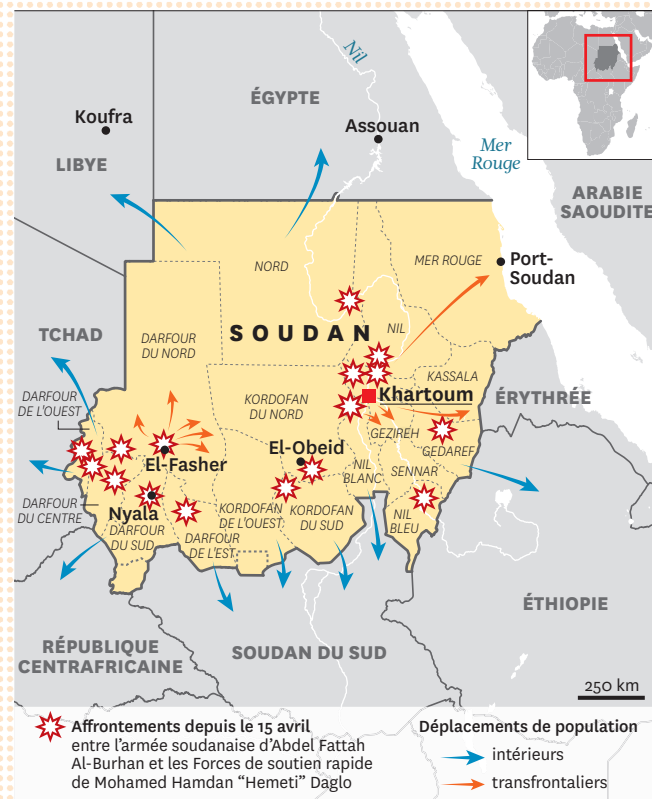 Nil
ÉGYPTE
Koufra
Assouan
LIBYE
Mer
Rouge
ARABIE
SAOUDITE
NORD
MER ROUGE
Port-
Soudan
TCHAD
SOUDAN
NIL
DARFOUR
DU NORD
KASSALA
DARFOUR
DE L'OUEST
KORDOFAN
DU NORD
Khartoum
ÉRYTHRÉE
GEZIREH
El-Obeid
GEDAREF
El-Fasher
NIL
BLANC
SENNAR
DARFOUR
DU CENTRE
Nyala
KORDOFAN
DE L'OUEST
KORDOFAN
DU SUD
NIL
BLEU
DARFOUR
DU SUD
DARFOUR
DE L'EST
ÉTHIOPIE
RÉPUBLIQUE
CENTRAFRICAINE
SOUDAN DU SUD
250 km
Affrontements depuis le 15 avril
entre l'armée soudanaise d'Abdel Fattah
Al-Burhan et les Forces de soutien rapide
de Mohamed Hamdan “Hemeti” Daglo
Déplacements de population
intérieurs
transfrontaliers